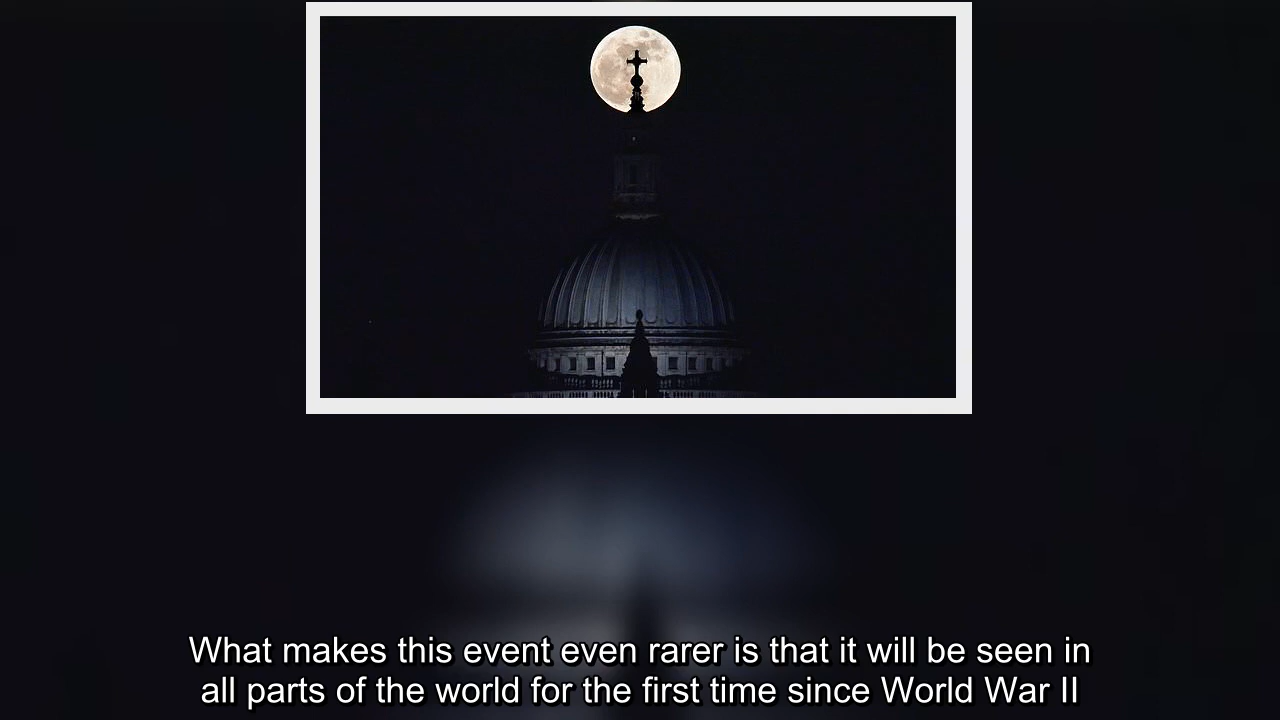 What makes this event even rarer is that it will be seen in
all parts of the world for the first time since World War II